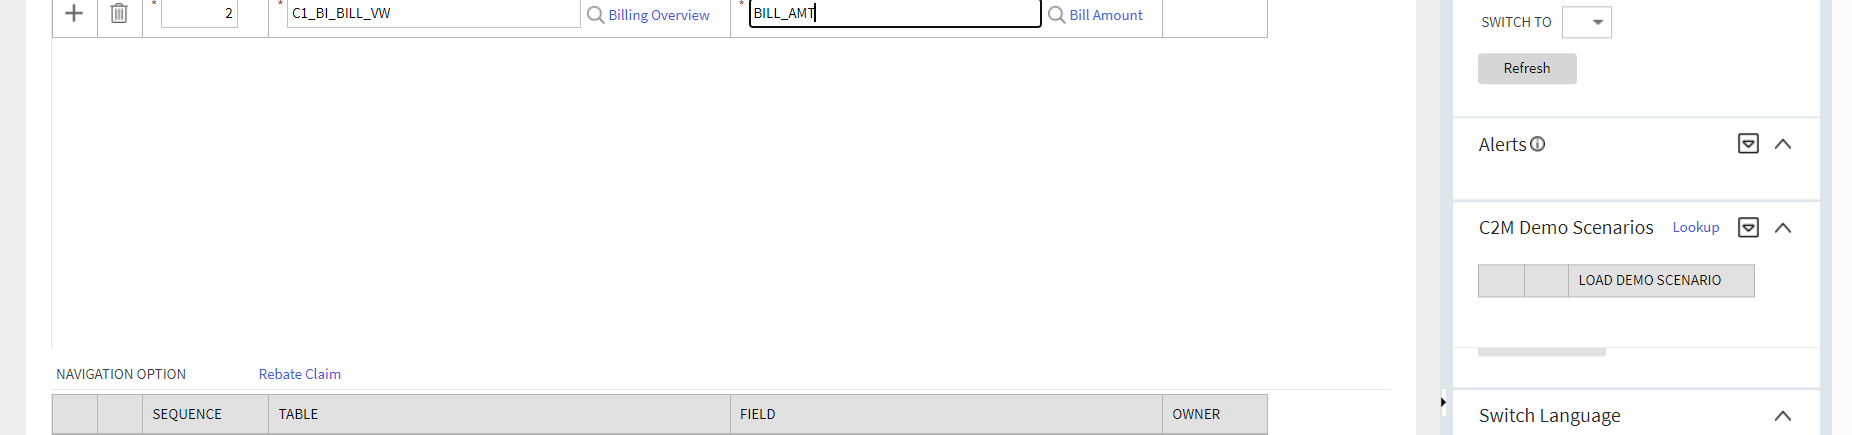 * 2 * C1_BI_BILL_VW Billing Overview * BILL_AMT Bill Amount
NAVIGATION OPTION Rebate Claim
SEQUENCE TABLE FIELD OWNER
SWITCH TO
Refresh
Alerts
C2M Demo Scenarios Lookup
LOAD DEMO SCENARIO
Switch Language